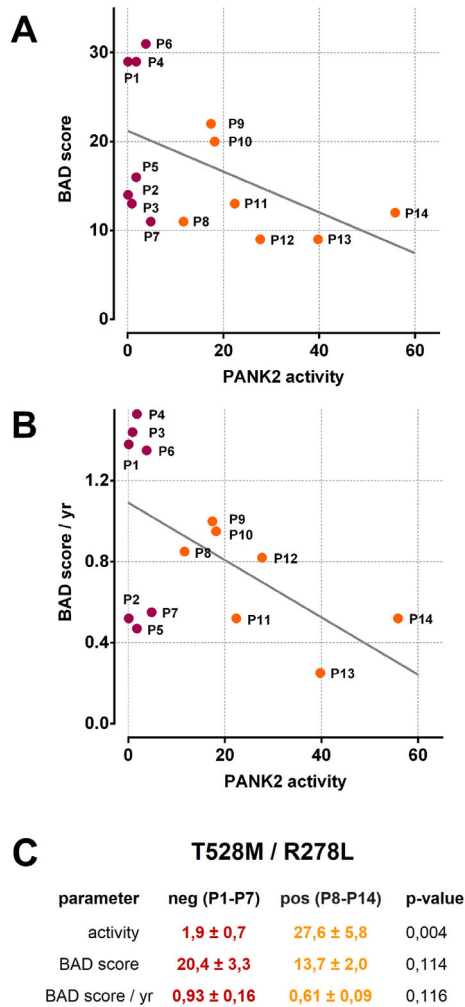 A
P6
30
P4
P1
P9
20
P10
P5
P2
P11
P3
P14
P8
10
P7
P12
P13
BAD score
0
0 20 40 60
PANK2 activity
B
P4
P3
P6
P1
1.2
P9
P10
P8
P12
0.8
BAD score / yr
P2
P7
P11
P14
P5
0.4
P13
0.0
0 20 40 60
PANK2 activity
C T528M / R278L
parameter neg (P1-P7) pos (P8-P14) p-value
activity 1,9 ± 0,7 27,6 ± 5,8 0,004
BAD score 20,4 ± 3,3 13,7 ± 2,0 0,114
BAD score / yr 0,93 ± 0,16 0,61 ± 0,09 0,116